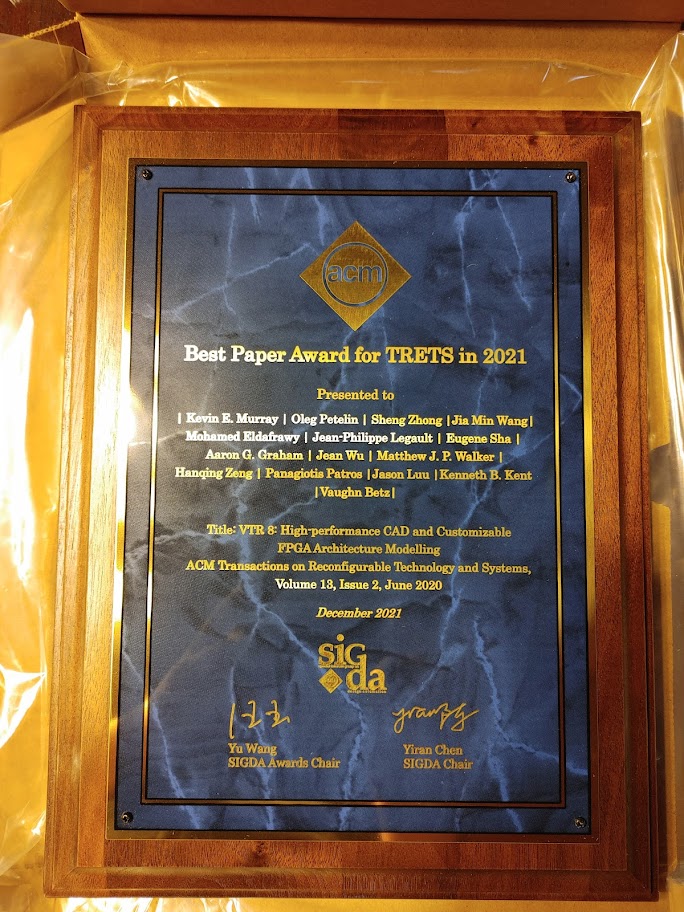 acm
Best Paper Award for TRETS in 2021
Presented to
| Kevin E. Murray | Oleg Petelin | Sheng Zhong |Jia Min Wang|
Mohamed Eldafrawy | Jean-Philippe Legault | Eugene Sha |
Aaron G. Graham | Jean Wu | Matthew J. P. Walker |
Hanqing Zeng | Panagiotis Patros |Jason Luu |Kenneth B. Kent
|Vaughn Betz|
Title: VTR 8: High-performance CAD and Customizable
FPGA Architecture Modelling
ACM Transactions on Reconfigurable Technology and Systems,
Volume 13, Issue 2, June 2020
December 2021
sigda
Yu Wang
SIGDA Awards Chair
Yiran Chen
SIGDA Chair